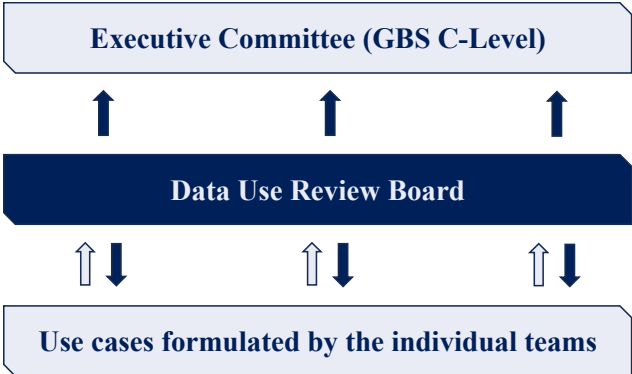 Executive Committee (GBS C-Level)
Data Use Review Board
Use cases formulated by the individual teams